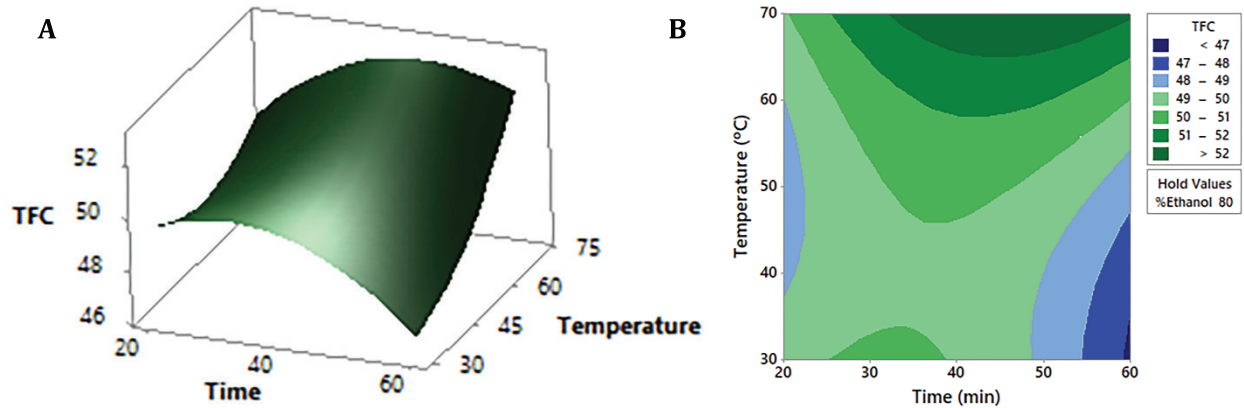 A
52
50
TFC
48
46
20
40
60
Time
30
45
60
75
Temperature
B
70
60
50
40
30
Temperature (ºC)
20
30
40
50
60
Time (min)
TFC
< 47
47 – 48
48 – 49
49 – 50
50 – 51
51 – 52
> 52
Hold Values
%Ethanol 80